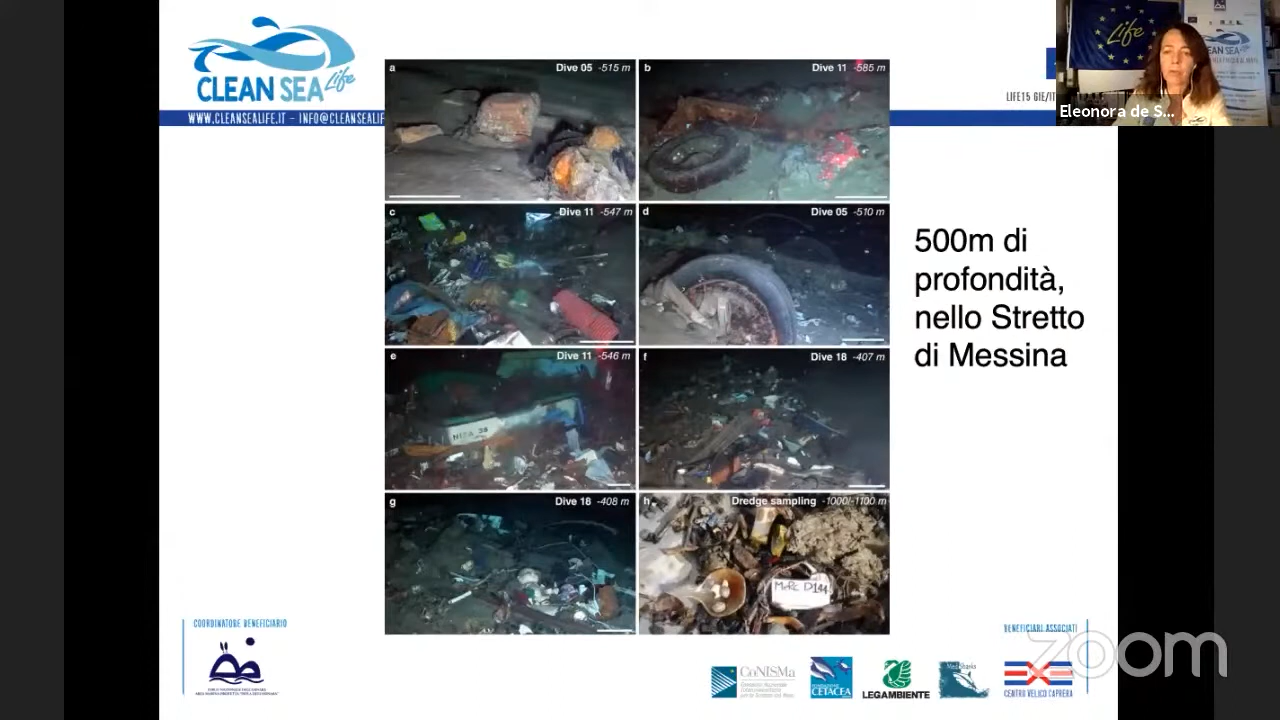 CLEAN SEA Life
WWW.CLEANSEALIFE.IT - INFO@CLEANSEALIF
LIFE15 GIE/IT
Life
Eleonora de S...
a Dive 05 -515 m
b Dive 11 -585 m
c Dive 11 -547 m
d Dive 05 -510 m
e Dive 11 -546 m
f Dive 18 -407 m
g Dive 18 -408 m
h Dredge sampling -1000/-1100 m
500m di
profondità,
nello Stretto
di Messina
COORDINATORE BENEFICIARIO
BENEFICIARI ASSOCIATI
CoNISMa
CETACEA
LEGAMBIENTE
CENTRO VELICO CAPRERA
zoom